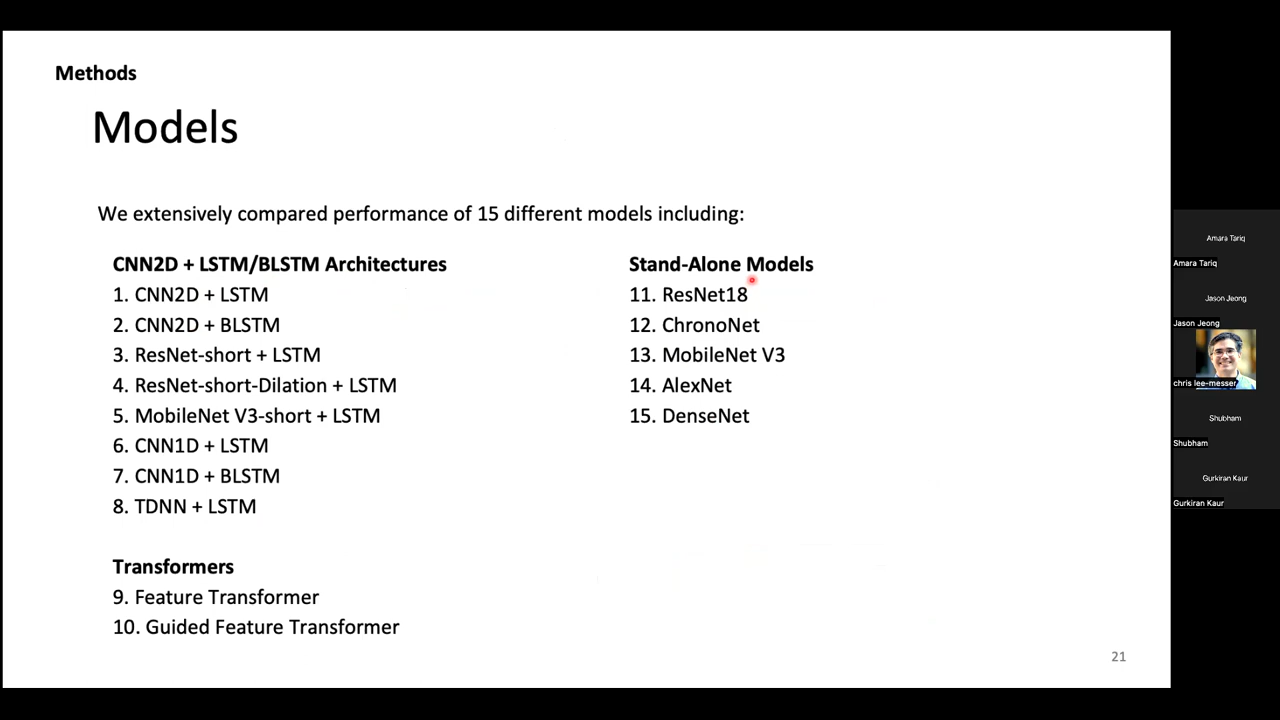 Methods
Models
We extensively compared performance of 15 different models including:
CNN2D + LSTM/BLSTM Architectures
1. CNN2D + LSTM
2. CNN2D + BLSTM
3. ResNet-short + LSTM
4. ResNet-short-Dilation + LSTM
5. MobileNet V3-short + LSTM
6. CNN1D + LSTM
7. CNN1D + BLSTM
8. TDNN + LSTM
Transformers
9. Feature Transformer
10. Guided Feature Transformer
Stand-Alone Models
11. ResNet18
12. ChronoNet
13. MobileNet V3
14. AlexNet
15. DenseNet
21
Amara Tariq
Amara Tariq
Jason Jeong
Jason Jeong
chris lee-messer
Shubham
Shubham
Gurkiran Kaur
Gurkiran Kaur